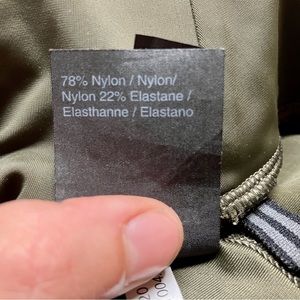 78% Nylon / Nylon/
Nylon 22% Elastane /
Elasthanne / Elastano